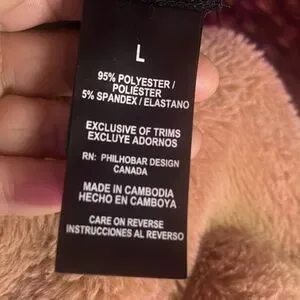 L
95% POLYESTER /
POLIÉSTER
5% SPANDEX / ELASTANO
EXCLUSIVE OF TRIMS
EXCLUYE ADORNOS
RN: PHILHOBAR DESIGN
CANADA
MADE IN CAMBODIA
HECHO EN CAMBOYA
CARE ON REVERSE
INSTRUCCIONES AL REVERSO